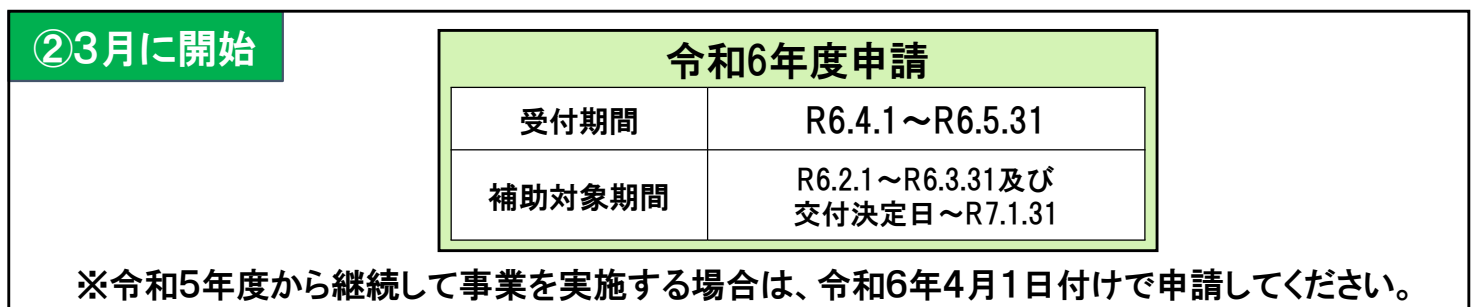 ②3月に開始
令和6年度申請
受付期間
R6.4.1～R6.5.31
補助対象期間
R6.2.1～R6.3.31及び
交付決定日～R7.1.31
※令和5年度から継続して事業を実施する場合は、令和6年4月1日付けで申請してください。